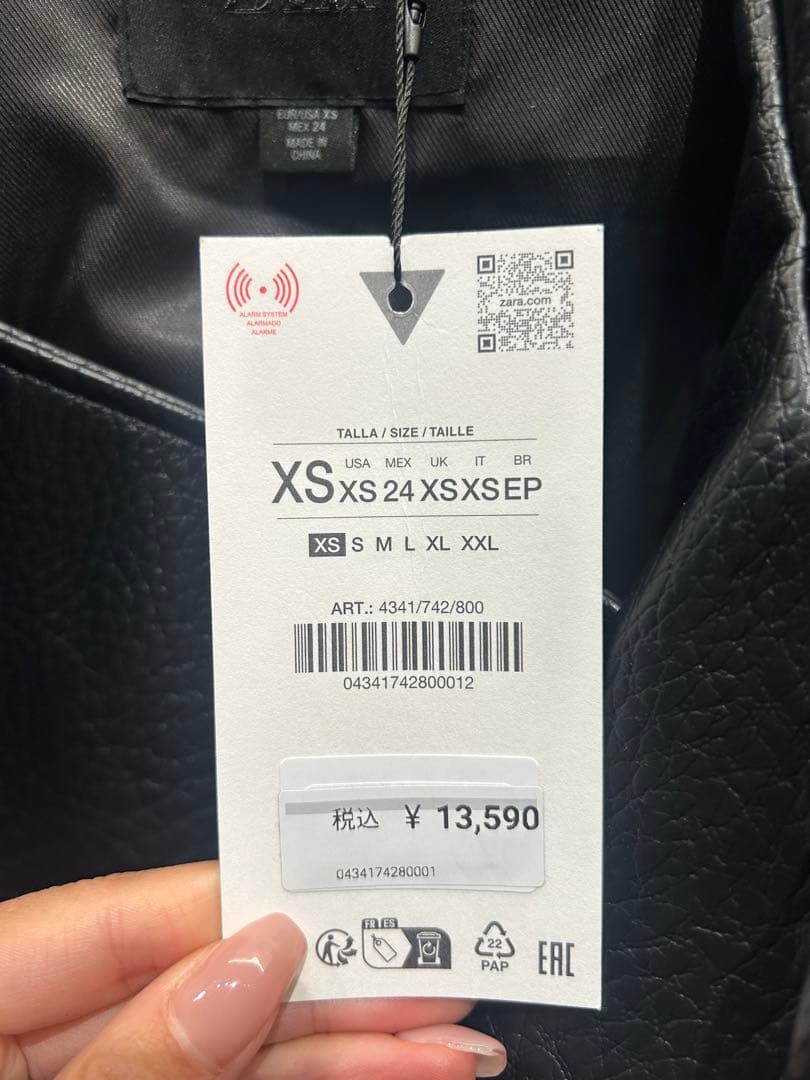 ZARA
EUR/USA XS
MEX 24
MADE IN
CHINA
ALARM SYSTEM
ALARMADO
ALARME
zara.com
TALLA / SIZE / TAILLE
USA MEX UK IT BR
XS XS 24 XS XS EP
XS S M L XL XXL
ART.: 4341/742/800
04341742800012
税込 ¥ 13,590
0434174280001
FR ES
22
PAP
EAC